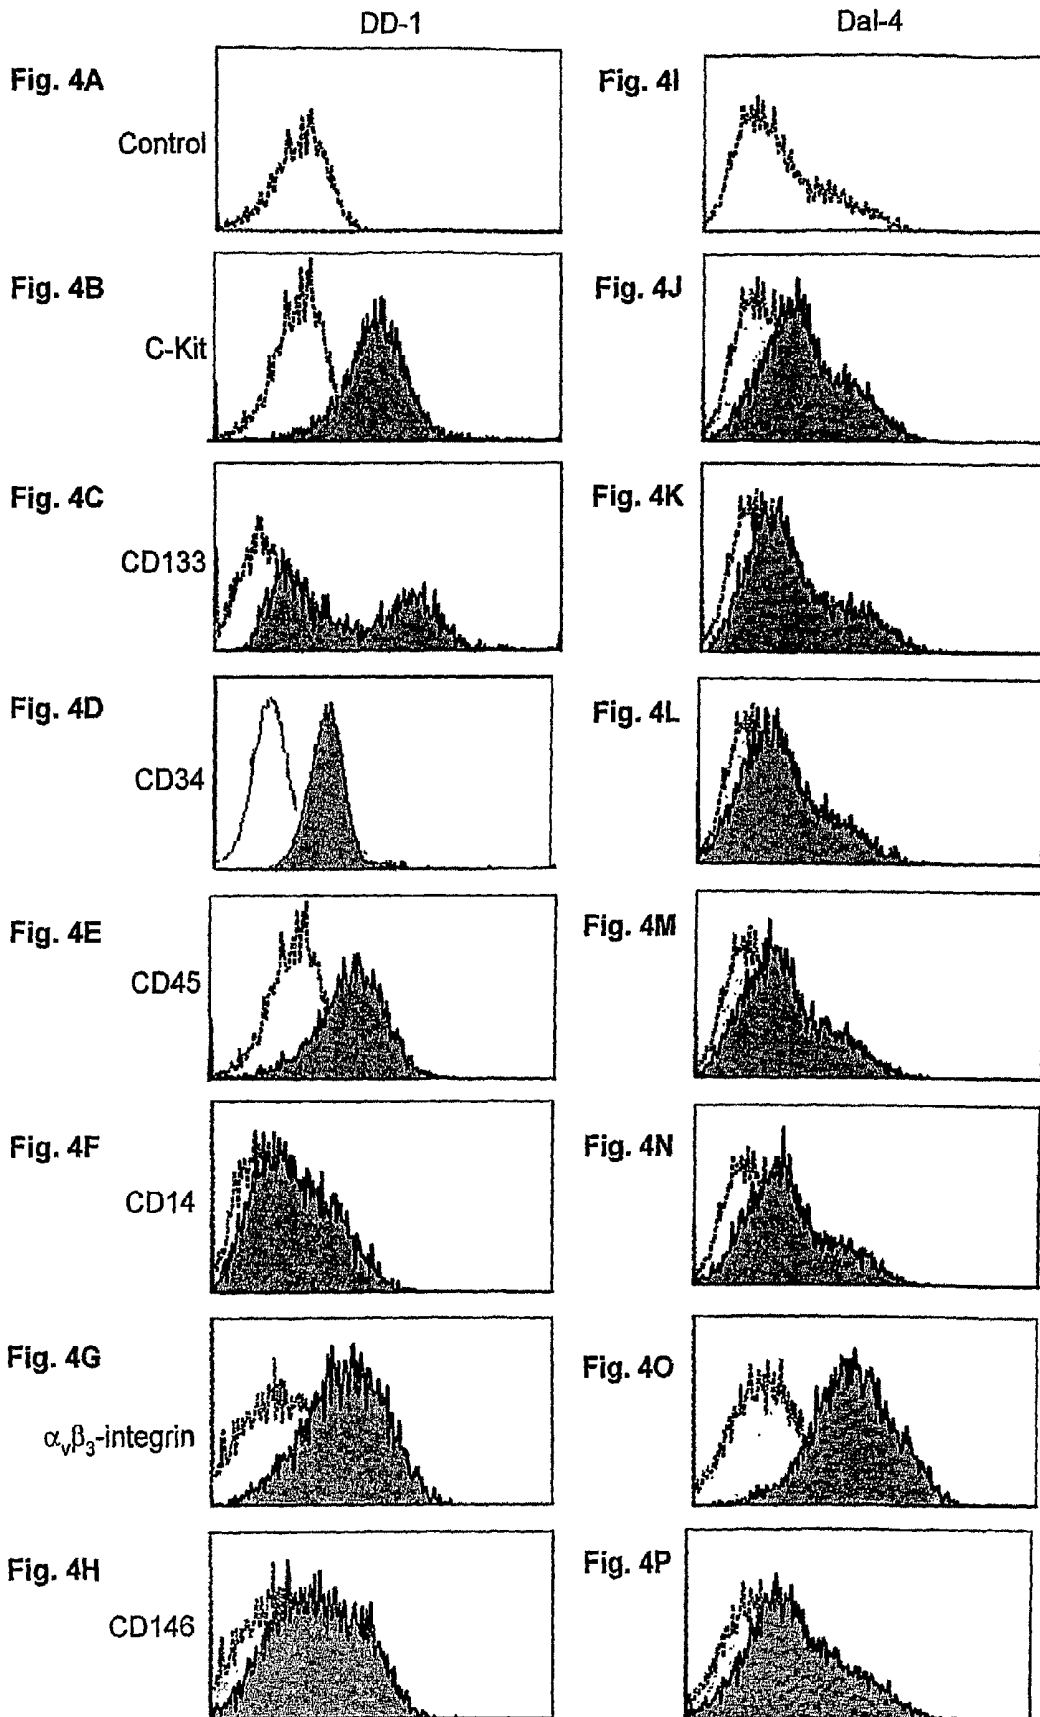 DD-1
Dal-4
Fig. 4A
Control
Fig. 4I
Fig. 4B
C-Kit
Fig. 4J
Fig. 4C
CD133
Fig. 4K
Fig. 4D
CD34
Fig. 4L
Fig. 4E
CD45
Fig. 4M
Fig. 4F
CD14
Fig. 4N
Fig. 4G
αvβ3-integrin
Fig. 4O
Fig. 4H
CD146
Fig. 4P